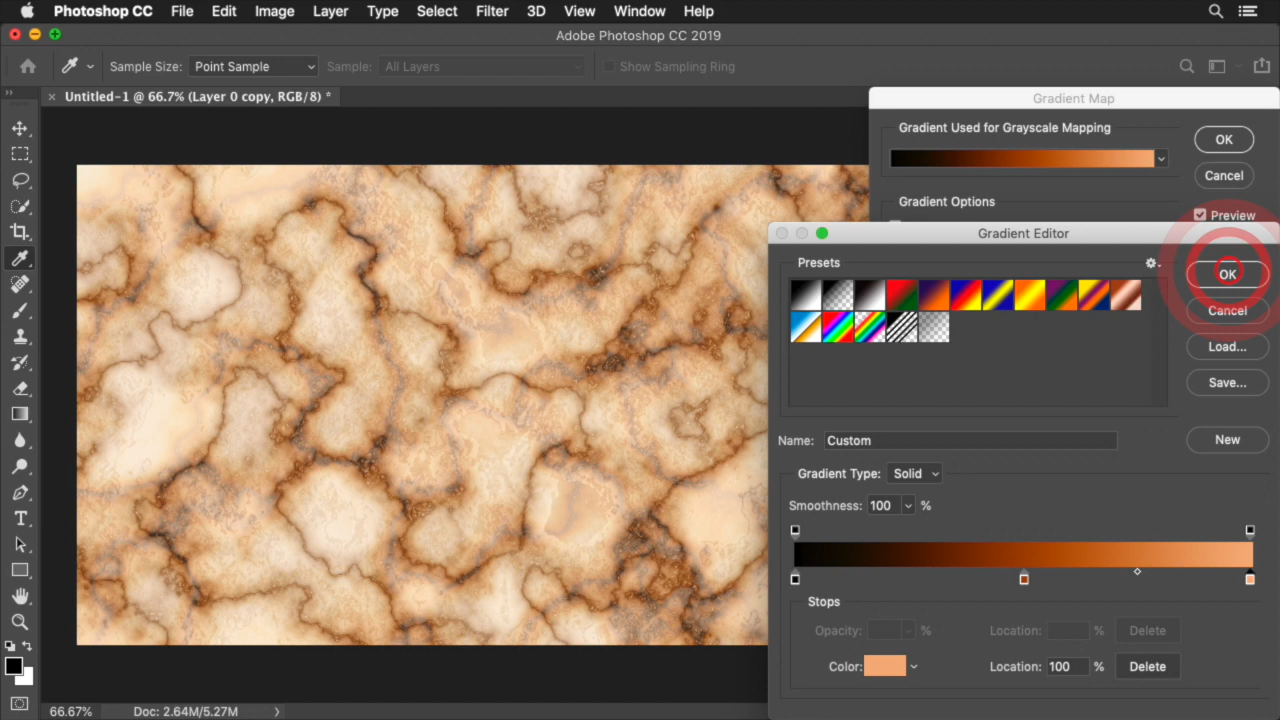 Photoshop CC File Edit Image Layer Type Select Filter 3D View Window Help
Adobe Photoshop CC 2019
Sample Size: Point Sample Sample: All Layers Show Sampling Ring
× Untitled-1 @ 66.7% (Layer 0 copy, RGB/8) *
Gradient Map
Gradient Used for Grayscale Mapping
OK
Cancel
Gradient Options
Preview
Gradient Editor
Presets
OK
Cancel
Load...
Save...
Name: Custom
New
Gradient Type: Solid
Smoothness: 100 %
Stops
Opacity: % Location: % Delete
Color: Location: 100 % Delete
66.67% Doc: 2.64M/5.27M